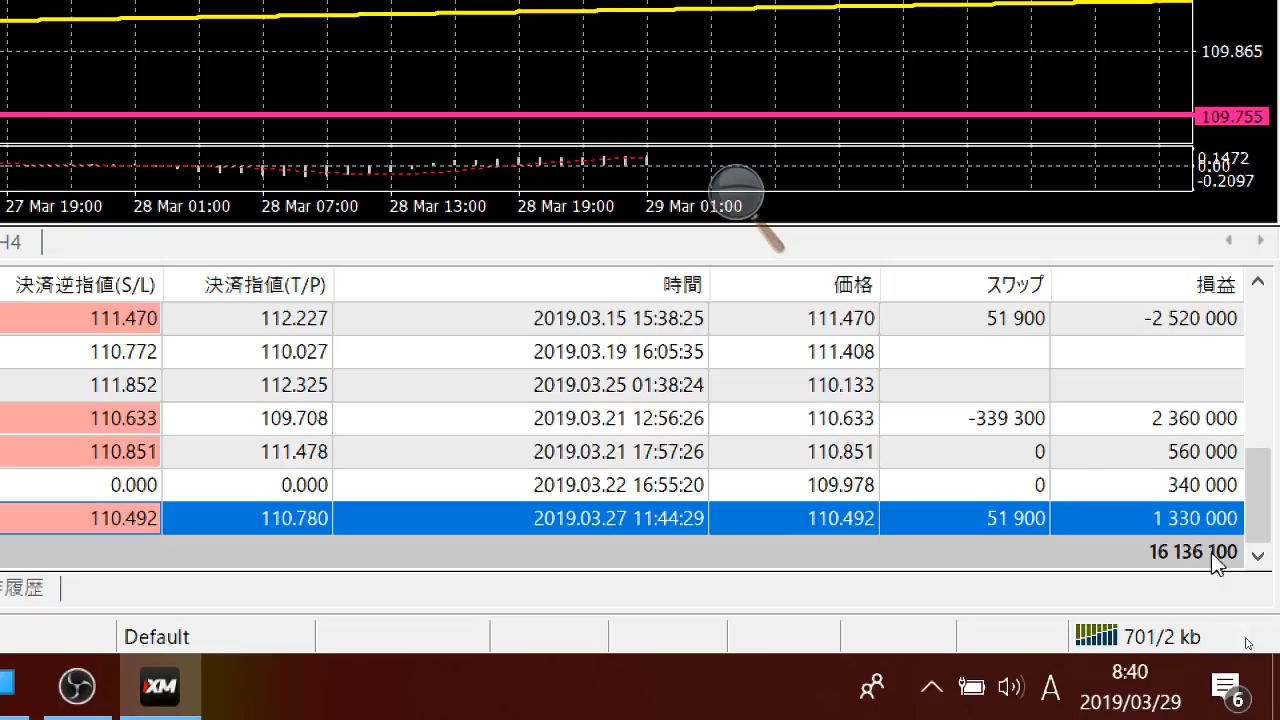 109.865
109.755
0.1472
0.00
-0.2097
27 Mar 19:00 28 Mar 01:00 28 Mar 07:00 28 Mar 13:00 28 Mar 19:00 29 Mar 01:00
H4
決済逆指値(S/L) 決済指値(T/P) 時間 価格 スワップ 損益
111.470 112.227 2019.03.15 15:38:25 111.470 51 900 -2 520 000
110.772 110.027 2019.03.19 16:05:35 111.408
111.852 112.325 2019.03.25 01:38:24 110.133
110.633 109.708 2019.03.21 12:56:26 110.633 -339 300 2 360 000
110.851 111.478 2019.03.21 17:57:26 110.851 0 560 000
0.000 0.000 2019.03.22 16:55:20 109.978 0 340 000
110.492 110.780 2019.03.27 11:44:29 110.492 51 900 1 330 000
16 136 100
履歴
Default 701/2 kb
XM A 8:40
2019/03/29 6